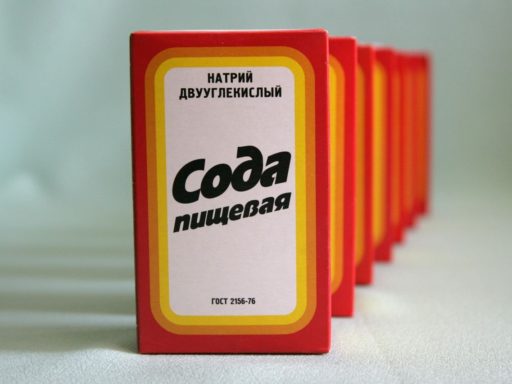 НАТРИЙ
ДВУУГЛЕКИСЛЫЙ
Сода
пищевая
ГОСТ 2156-76